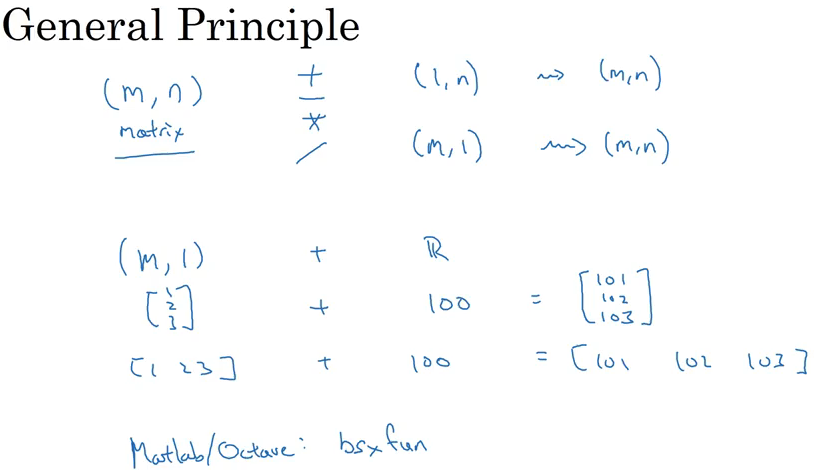 General Principle
(m, n) + (1, n) ⇝ (m, n)
matrix − *
/ (m, 1) ⇝ (m, n)
(m, 1) + ℝ
[1 2 3] + 100 = [101 102 103]
[1 2 3] + 100 = [101 102 103]
Matlab/Octave: bsxfun